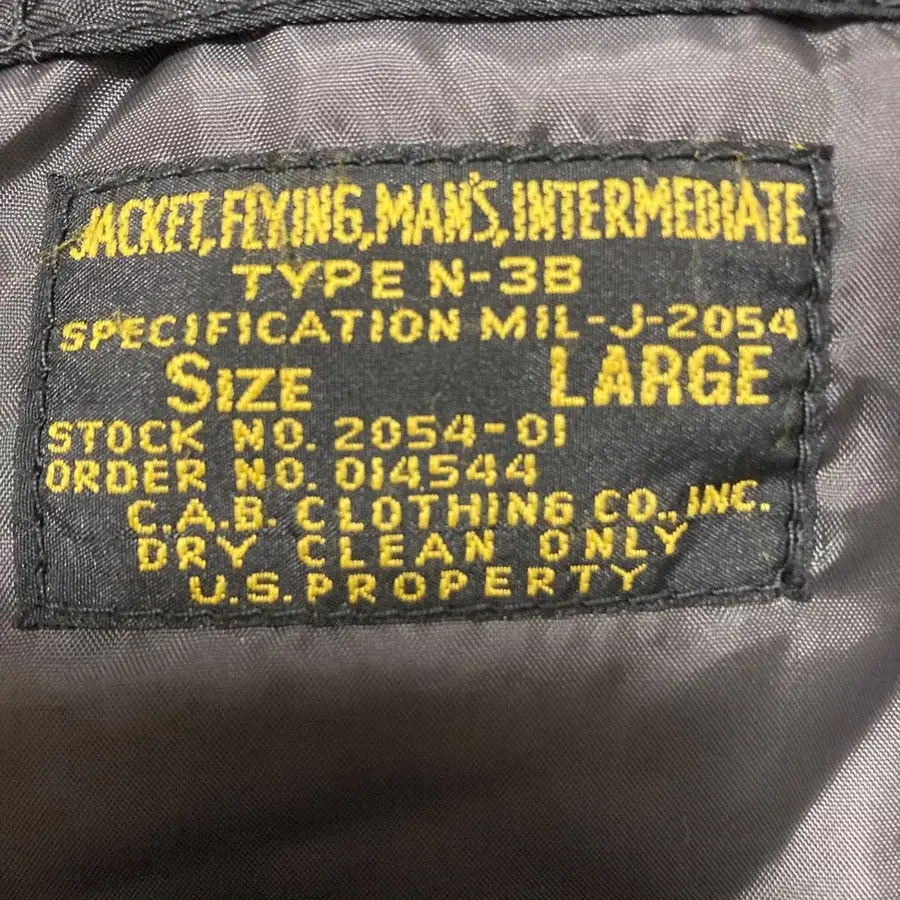 JACKET, FLYING, MAN'S, INTERMEDIATE
TYPE N-3B
SPECIFICATION MIL-J-2054
SIZE LARGE
STOCK NO. 2054-01
ORDER NO. 014544
C.A.B. CLOTHING CO., INC.
DRY CLEAN ONLY
U.S. PROPERTY